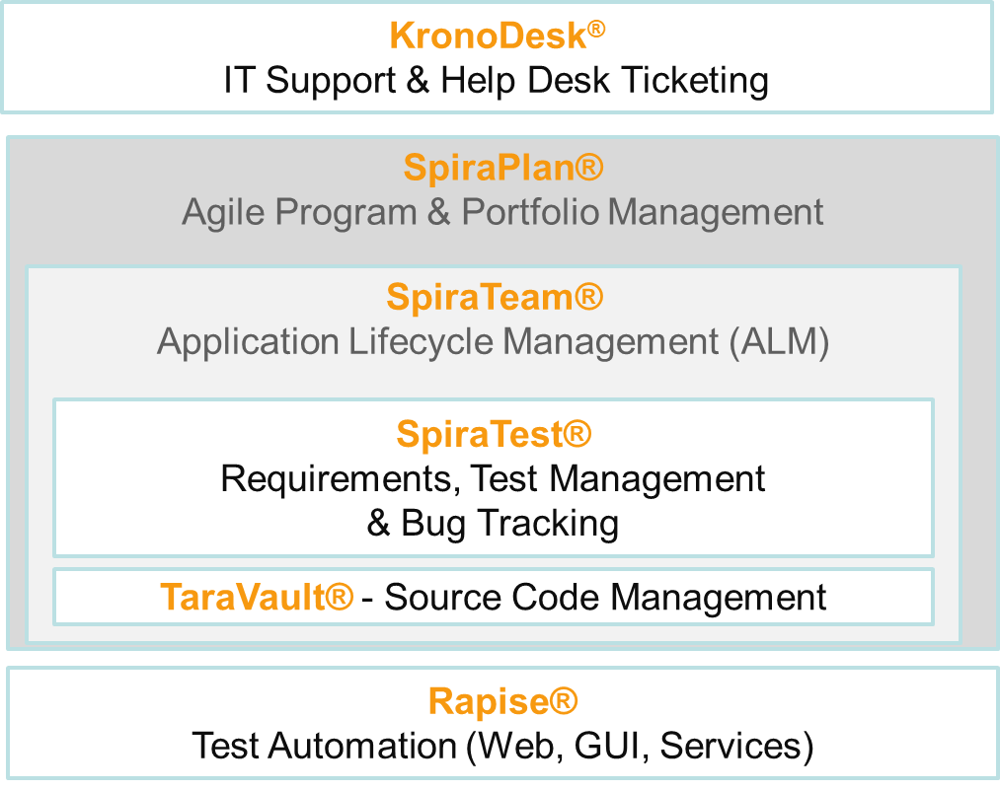 KronoDesk®
IT Support & Help Desk Ticketing
SpiraPlan®
Agile Program & Portfolio Management
SpiraTeam®
Application Lifecycle Management (ALM)
SpiraTest®
Requirements, Test Management
& Bug Tracking
TaraVault® - Source Code Management
Rapise®
Test Automation (Web, GUI, Services)